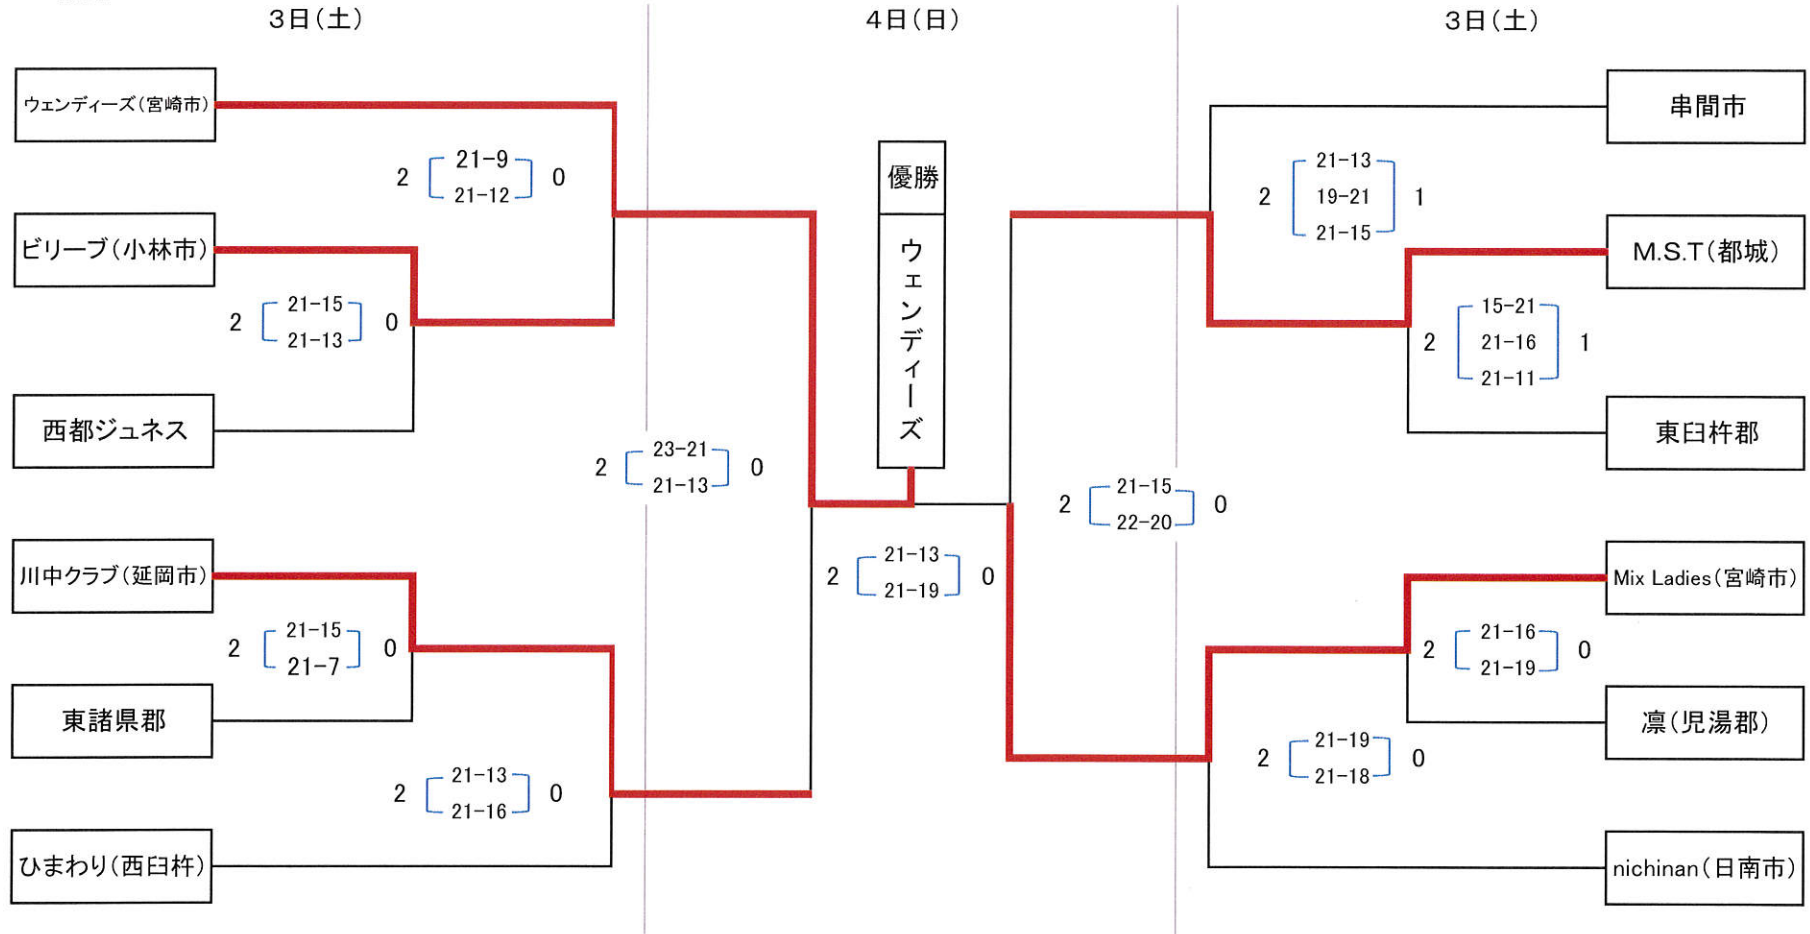 3日(土)
4日(日)
3日(土)
ウェンディーズ(宮崎市)
2 21-9 0
21-12
ビリーブ(小林市)
2 21-15 0
21-13
西都ジュネス
2 23-21 0
21-13
川中クラブ(延岡市)
2 21-15 0
21-7
東諸県郡
2 21-13 0
21-16
ひまわり(西臼杵)
優勝
ウェンディーズ
2 21-13 0
21-19
串間市
21-13
2 19-21 1
21-15
M.S.T(都城)
15-21
2 21-16 1
21-11
東臼杵郡
2 21-15 0
22-20
Mix Ladies(宮崎市)
2 21-16 0
21-19
凛(児湯郡)
2 21-19 0
21-18
nichinan(日南市)